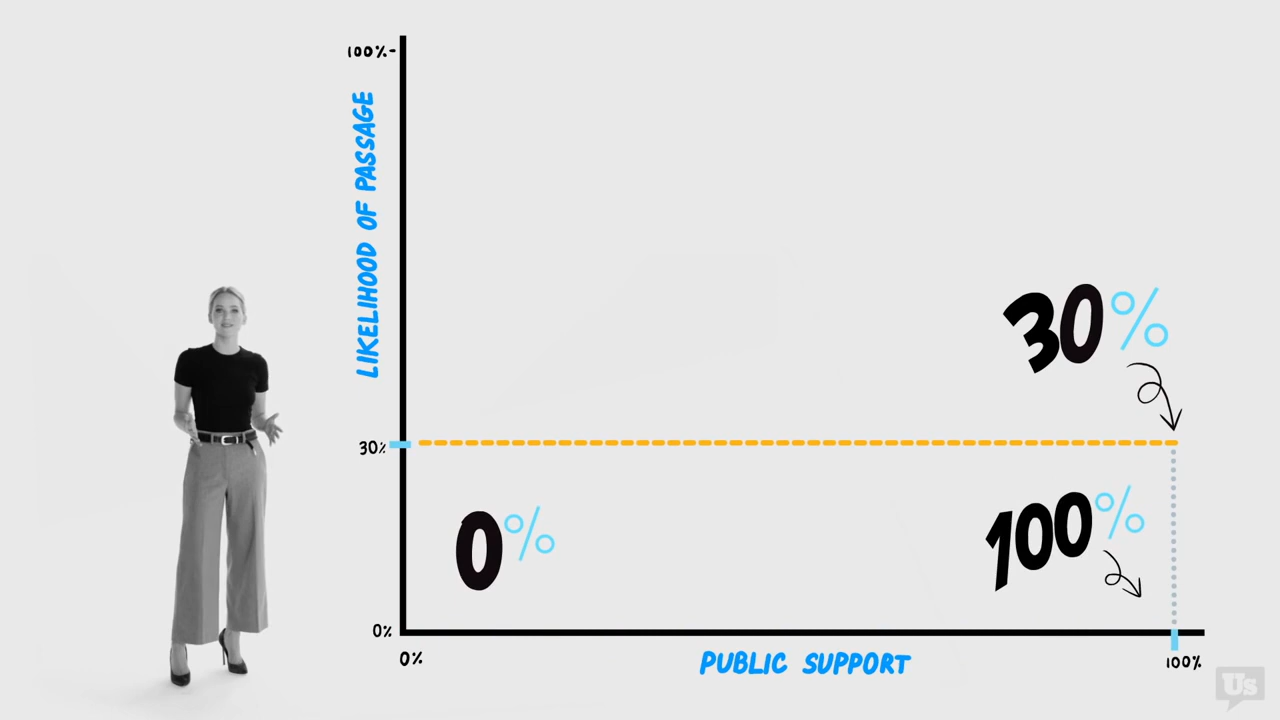 100%-
LIKELIHOOD OF PASSAGE
30%
30%
0%
100%
0%
0%
PUBLIC SUPPORT
100%
Us